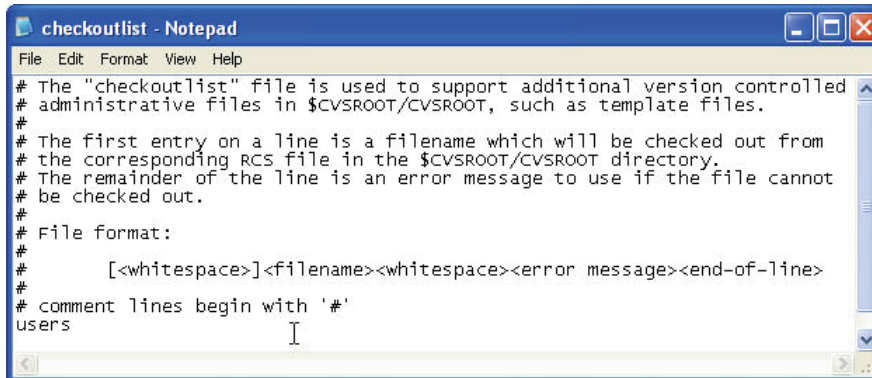 checkoutlist - Notepad
File Edit Format View Help
# The "checkoutlist" file is used to support additional version controlled
# administrative files in $CVSROOT/CVSROOT, such as template files.
#
# The first entry on a line is a filename which will be checked out from
# the corresponding RCS file in the $CVSROOT/CVSROOT directory.
# The remainder of the line is an error message to use if the file cannot
# be checked out.
#
# File format:
#
#       [<whitespace>]<filename><whitespace><error message><end-of-line>
#
# comment lines begin with '#'
users